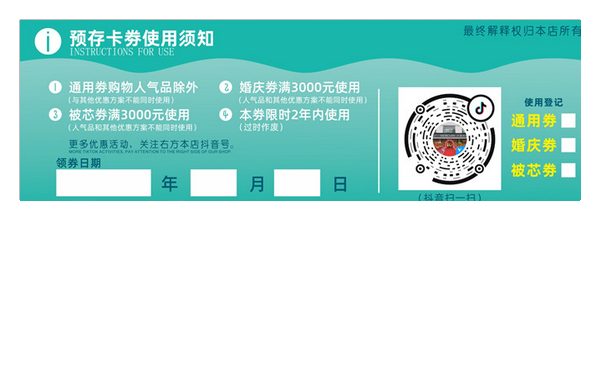 预存卡券使用须知
INSTRUCTIONS FOR USE
最终解释权归本店所有
1 通用券购物人气品除外
(与其他优惠方案不能同时使用)
2 婚庆券满3000元使用
(人气品和其他优惠方案不能同时使用)
3 被芯券满3000元使用
(人气品和其他优惠方案不能同时使用)
4 本券限时2年内使用
(过时作废)
更多优惠活动,关注右方本店抖音号。
MORE TIKTOK ACTIVITIES, PAY ATTENTION TO THE RIGHT SIDE OF OUR SHOP.
领券日期
年 月 日
(抖音扫一扫)
使用登记
通用券
婚庆券
被芯券